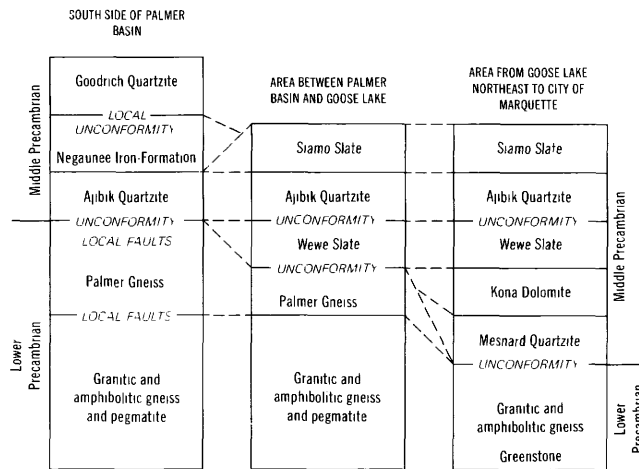 SOUTH SIDE OF PALMER
BASIN
Goodrich Quartzite
LOCAL
UNCONFORMITY
Negaunee Iron-Formation
Ajibik Quartzite
UNCONFORMITY
LOCAL FAULTS
Palmer Gneiss
LOCAL FAULTS
Granitic and
amphibolitic gneiss
and pegmatite
Middle Precambrian
Lower
Precambrian
AREA BETWEEN PALMER
BASIN AND GOOSE LAKE
Siamo Slate
Ajibik Quartzite
UNCONFORMITY
Wewe Slate
UNCONFORMITY
Palmer Gneiss
Granitic and
amphibolitic gneiss
and pegmatite
AREA FROM GOOSE LAKE
NORTHEAST TO CITY OF
MARQUETTE
Siamo Slate
Ajibik Quartzite
UNCONFORMITY
Wewe Slate
Kona Dolomite
Mesnard Quartzite
UNCONFORMITY
Granitic and
amphibolitic gneiss
Greenstone
Middle Precambrian
Lower
Precambrian